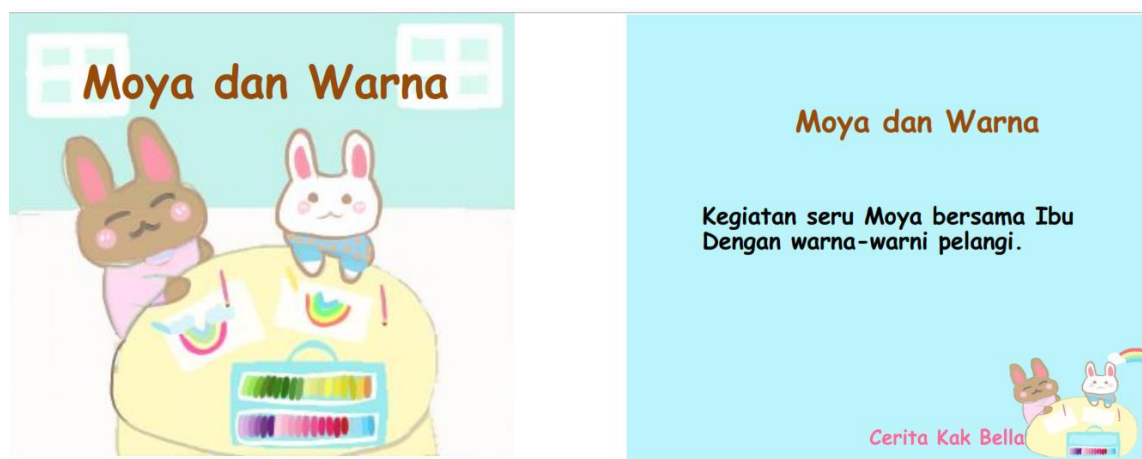 Moya dan Warna
Moya dan Warna
Kegiatan seru Moya bersama Ibu
Dengan warna-warni pelangi.
Cerita Kak Bella